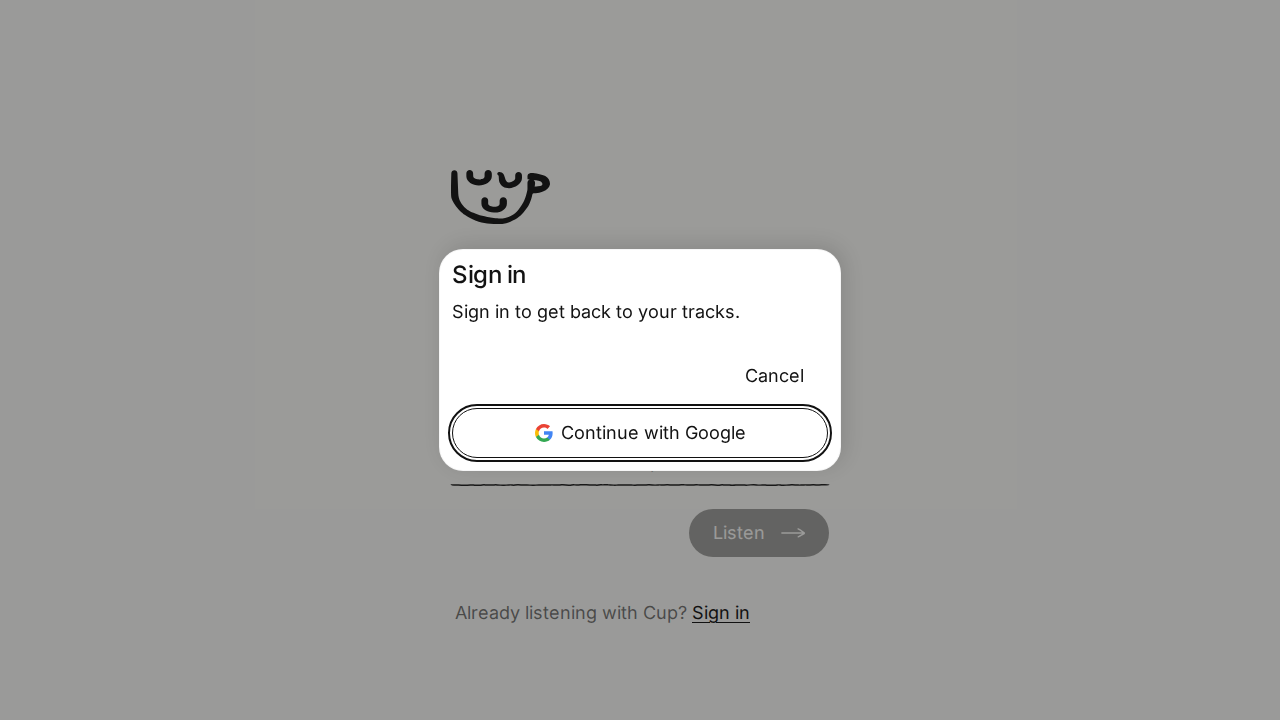 Sign in
Sign in to get back to your tracks.
Cancel
Continue with Google
Listen
Already listening with Cup? Sign in